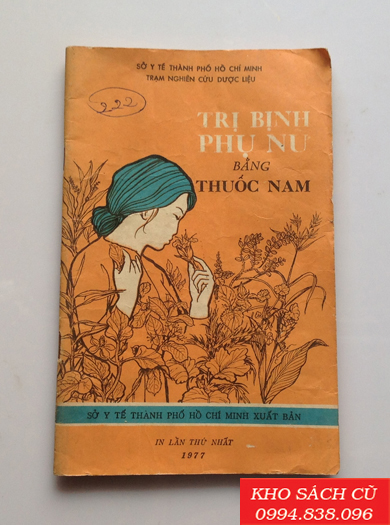 SỞ Y TẾ THÀNH PHỐ HỒ CHÍ MINH
TRẠM NGHIÊN CỨU DƯỢC LIỆU
222
TRỊ BỊNH
PHỤ NỮ
BẰNG
THUỐC NAM
SỞ Y TẾ THÀNH PHỐ HỒ CHÍ MINH XUẤT BẢN
IN LẦN THỨ NHẤT
1977
KHO SÁCH CŨ
0994.838.096